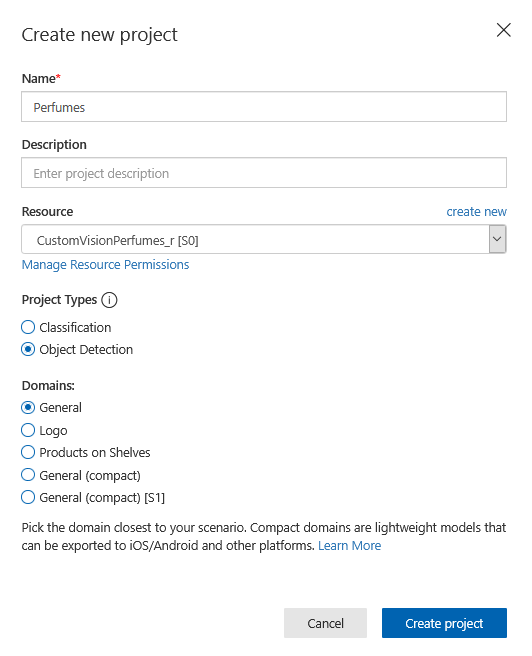 Create new project
Name*
Perfumes
Description
Enter project description
Resource
create new
CustomVisionPerfumes_r [S0]
Manage Resource Permissions
Project Types
Classification
Object Detection
Domains:
General
Logo
Products on Shelves
General (compact)
General (compact) [S1]
Pick the domain closest to your scenario. Compact domains are lightweight models that
can be exported to iOS/Android and other platforms. Learn More
Cancel
Create project